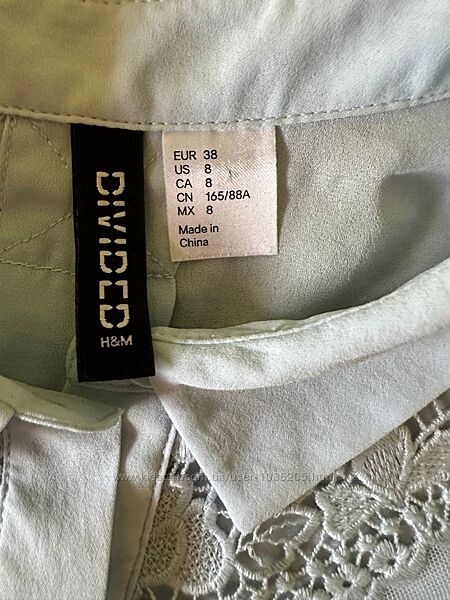 EUR 38
US 8
CA 8
CN 165/88A
MX 8
Made in
China
DIVIDED
H&M